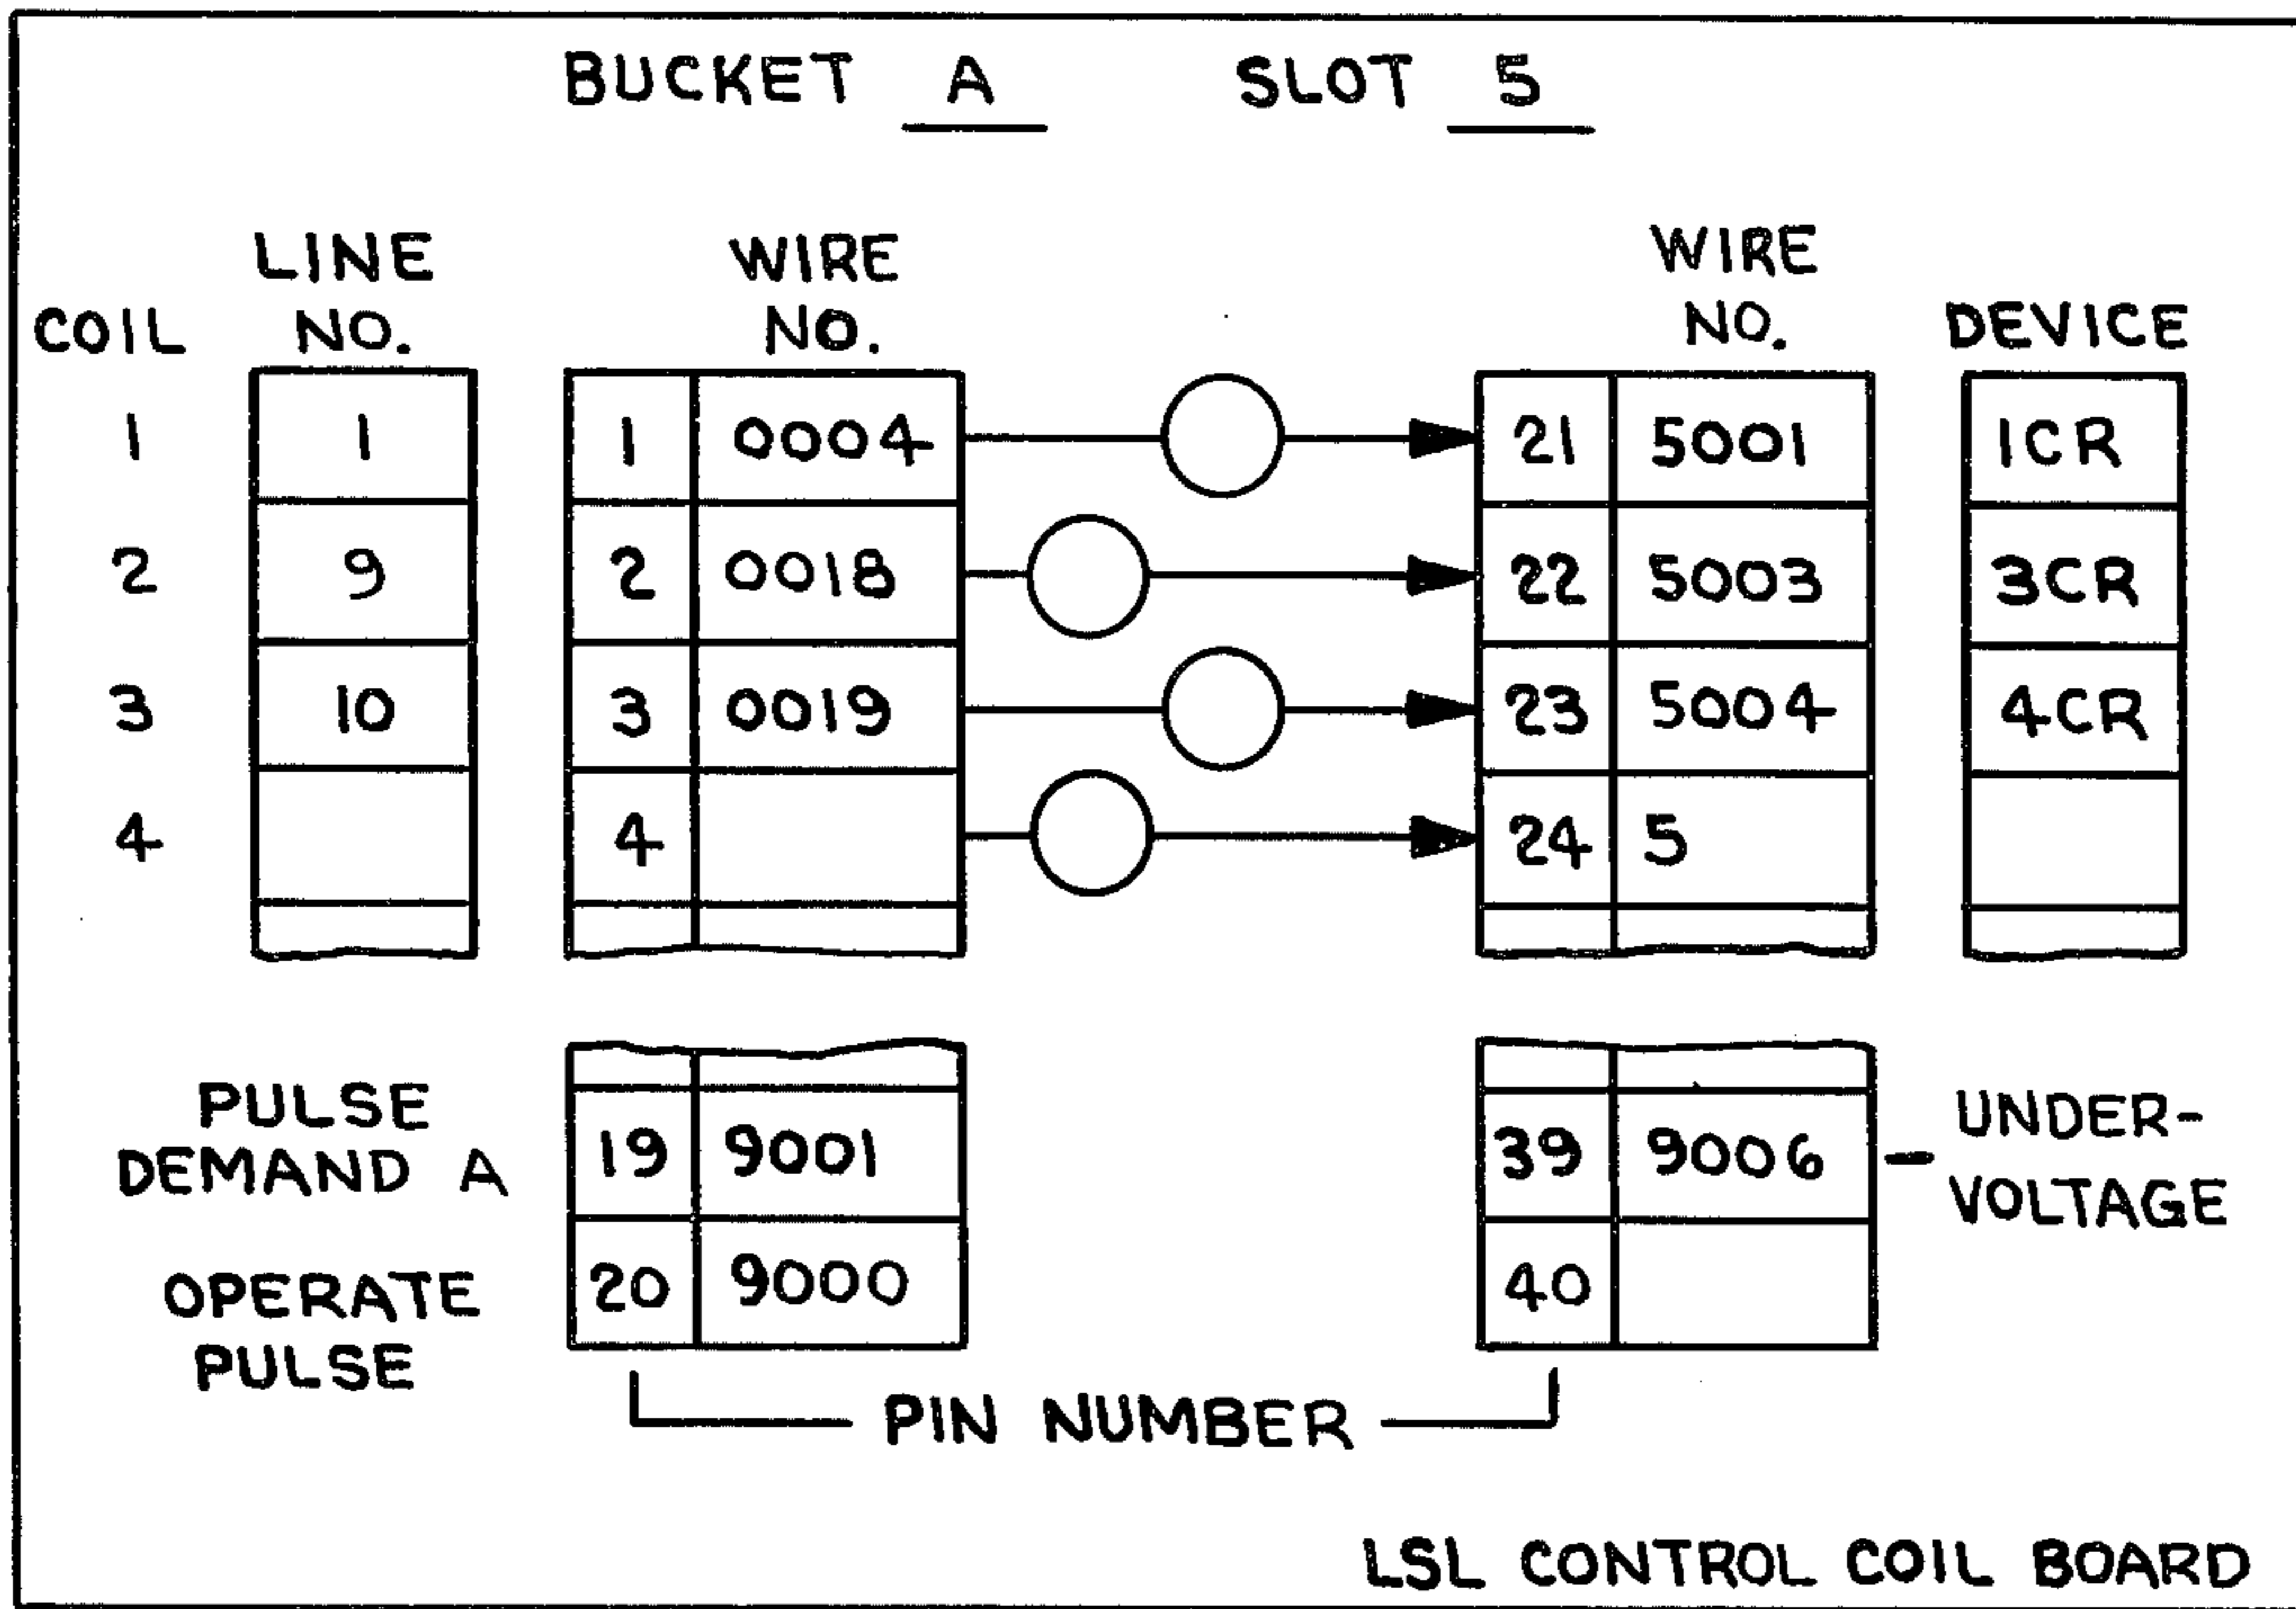 BUCKET A SLOT 5
LINE WIRE WIRE
COIL NO. NO. NO. DEVICE
1 1 1 0004 21 5001 1CR
2 9 2 0018 22 5003 3CR
3 10 3 0019 23 5004 4CR
4 4 24 5
PULSE
DEMAND A 19 9001 39 9006 UNDER-
VOLTAGE
OPERATE
PULSE 20 9000 40
PIN NUMBER
LSL CONTROL COIL BOARD